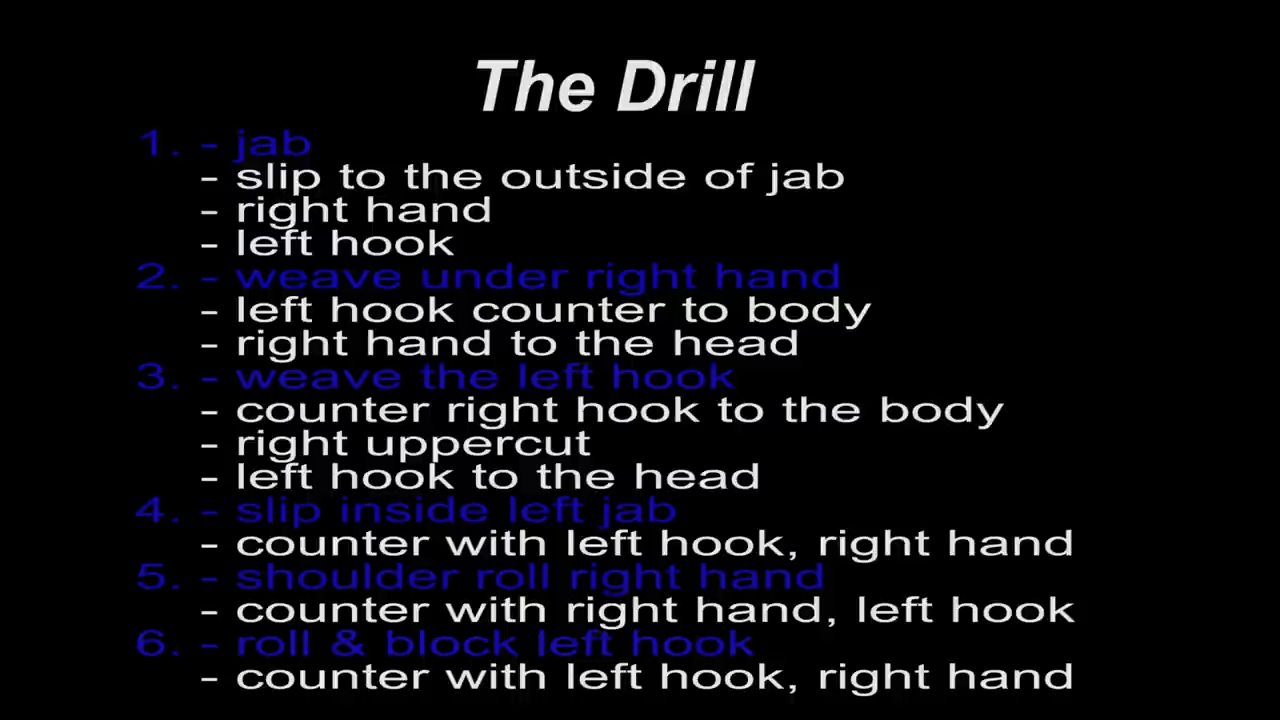 The Drill
1. - jab
- slip to the outside of jab
- right hand
- left hook
2. - weave under right hand
- left hook counter to body
- right hand to the head
3. - weave the left hook
- counter right hook to the body
- right uppercut
- left hook to the head
4. - slip inside left jab
- counter with left hook, right hand
5. - shoulder roll right hand
- counter with right hand, left hook
6. - roll & block left hook
- counter with left hook, right hand